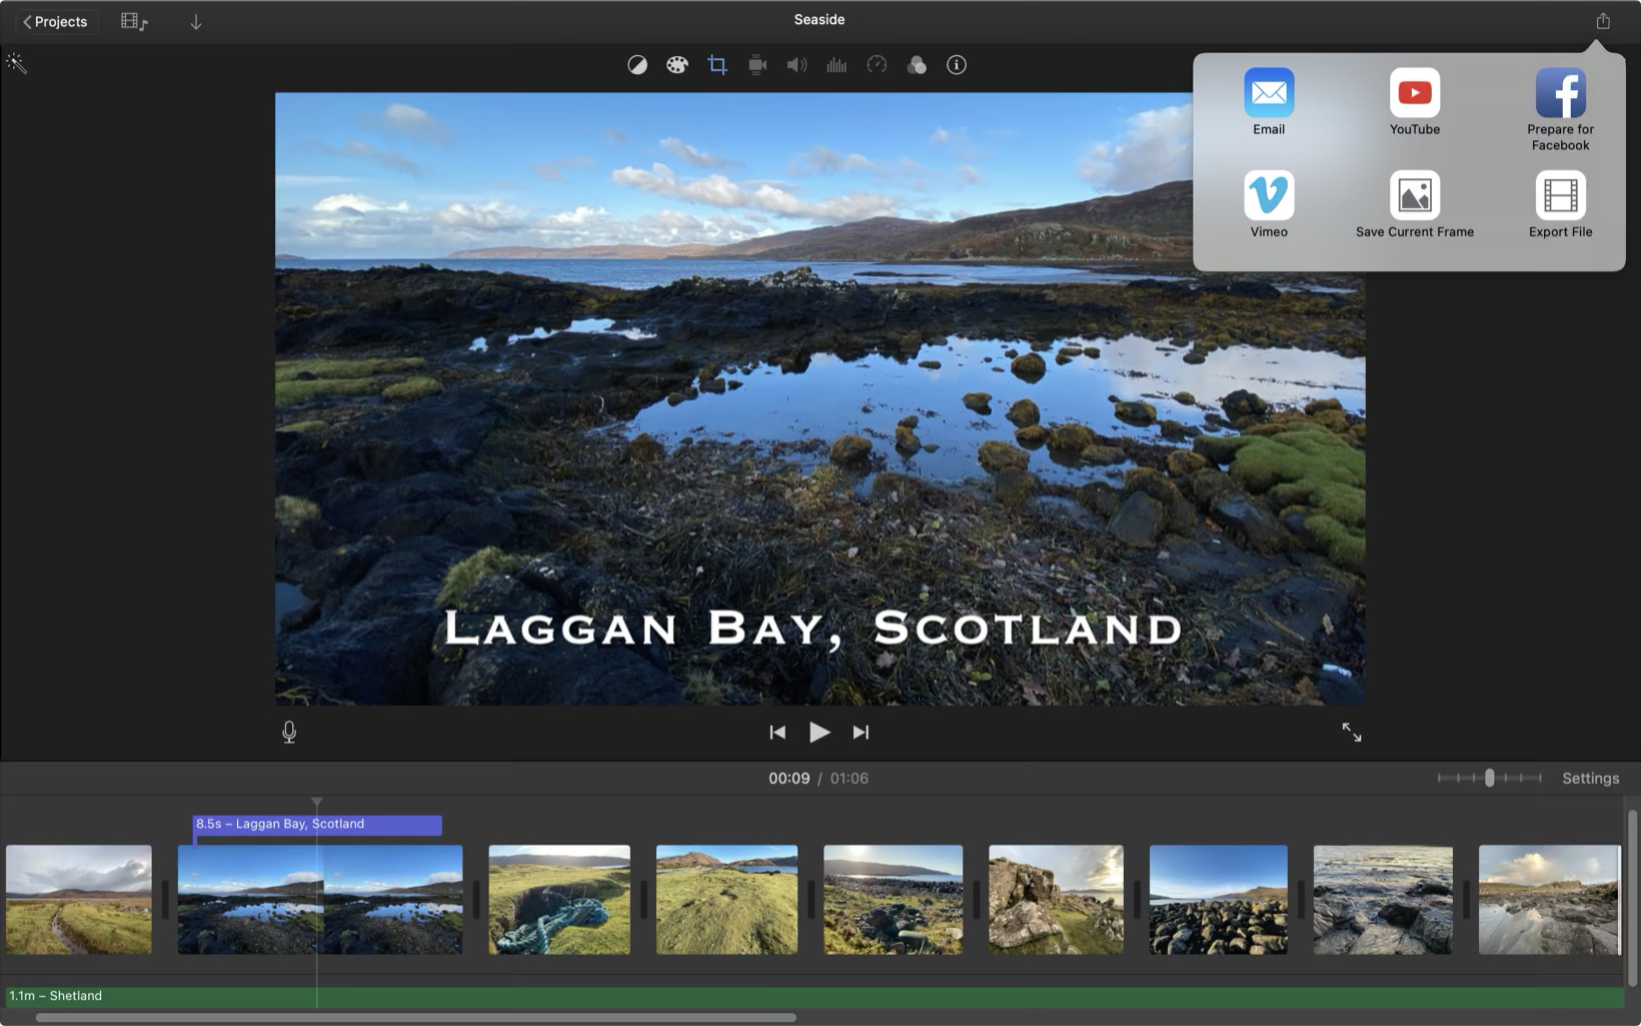 Projects
Seaside
Email
YouTube
Prepare for
Facebook
Vimeo
Save Current Frame
Export File
LAGGAN BAY, SCOTLAND
00:09 / 01:06
Settings
8.5s – Laggan Bay, Scotland
1.1m – Shetland